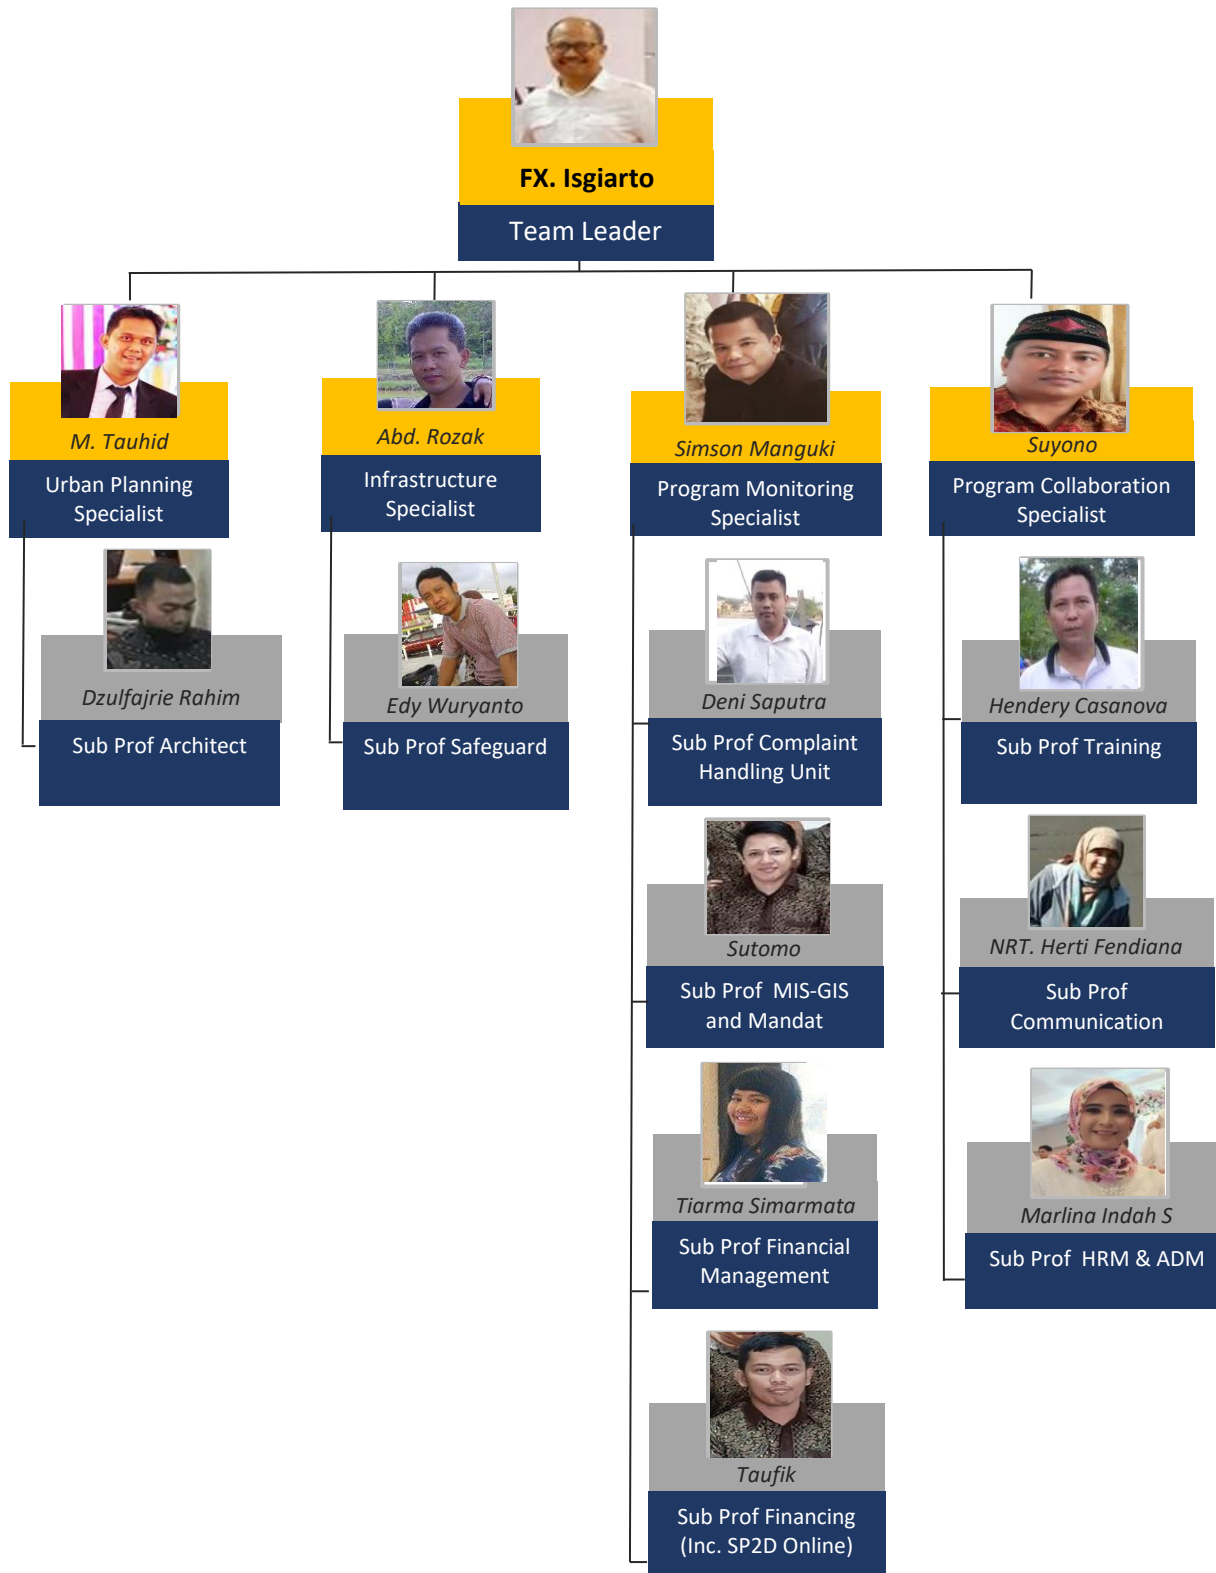 FX. Isgiarto
Team Leader
M. Tauhid
Urban Planning
Specialist
Abd. Rozak
Infrastructure
Specialist
Simson Manguki
Program Monitoring
Specialist
Suyono
Program Collaboration
Specialist
Dzulfajrie Rahim
Sub Prof Architect
Edy Wuryanto
Sub Prof Safeguard
Deni Saputra
Sub Prof Complaint
Handling Unit
Sutomo
Sub Prof  MIS-GIS
and Mandat
Tiarma Simarmata
Sub Prof Financial
Management
Taufik
Sub Prof Financing
(Inc. SP2D Online)
Hendery Casanova
Sub Prof Training
NRT. Herti Fendiana
Sub Prof
Communication
Marlina Indah S
Sub Prof  HRM & ADM